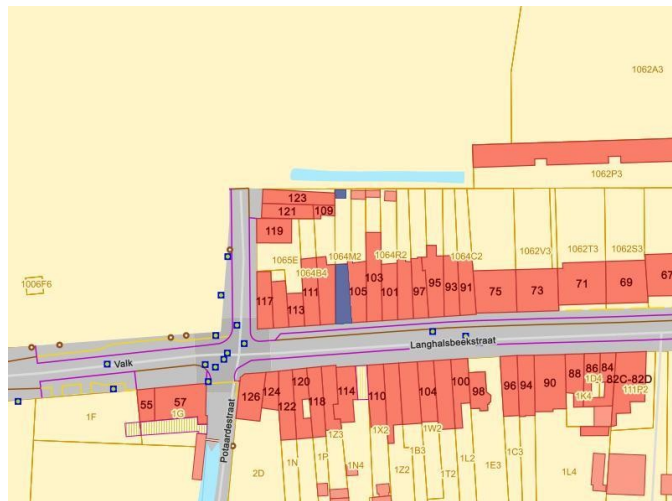 1062A3
1062P3
123
121
109
119
1065E
1064M2
1064R2
1064C2
1062V3
1062T3
1062S3
1064B4
103
111
105
101
97
95
93
91
75
73
71
69
67
117
113
1006F6
Langhalsbeekstraat
Valk
Potaardestraat
55
57
1G
1F
126
124
122
120
118
114
110
104
100
98
96
94
90
88
86
84
82C-82D
1D4
1K4
111P2
1Z3
1X2
1W2
2D
1N
1P
1N4
1Z2
1B3
1T2
1L2
1E3
1C3
1L4